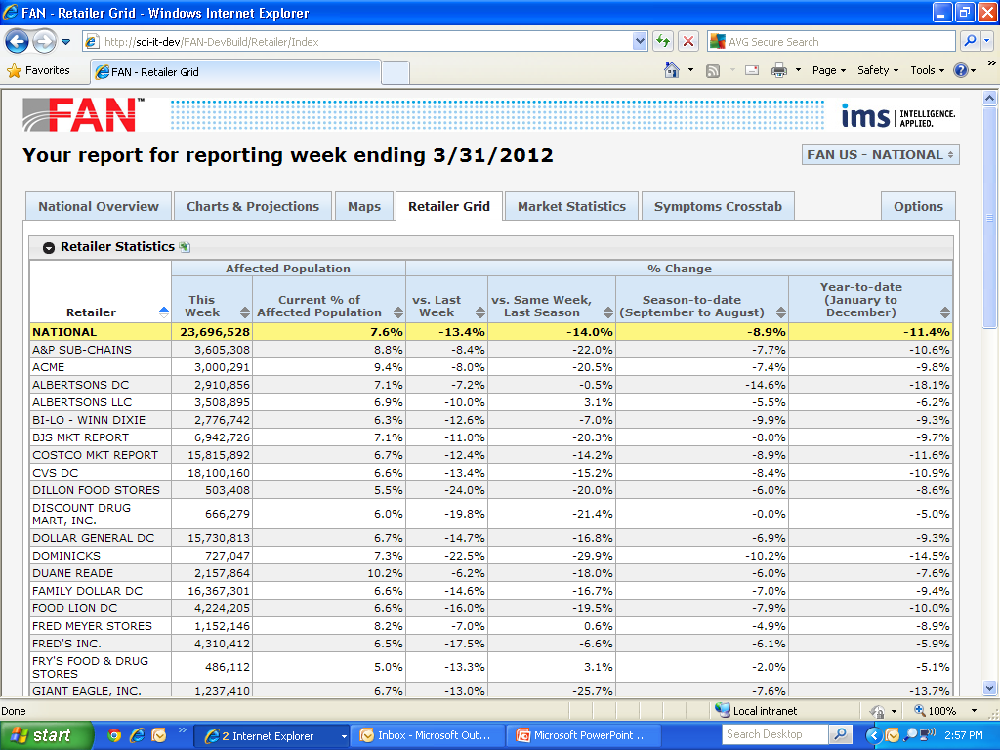 FAN - Retailer Grid - Windows Internet Explorer
http://sdi-it-dev/FAN-DevBuild/Retailer/Index
AVG Secure Search
Favorites
FAN - Retailer Grid
Page
Safety
Tools
FAN™
ims INTELLIGENCE. APPLIED.
Your report for reporting week ending 3/31/2012
FAN US - NATIONAL
National Overview
Charts & Projections
Maps
Retailer Grid
Market Statistics
Symptoms Crosstab
Options
Retailer Statistics
Affected Population
% Change
Retailer
This Week
Current % of Affected Population
vs. Last Week
vs. Same Week, Last Season
Season-to-date (September to August)
Year-to-date (January to December)
NATIONAL 23,696,528 7.6% -13.4% -14.0% -8.9% -11.4%
A&P SUB-CHAINS 3,605,308 8.8% -8.4% -22.0% -7.7% -10.6%
ACME 3,000,291 9.4% -8.0% -20.5% -7.4% -9.8%
ALBERTSONS DC 2,910,856 7.1% -7.2% -0.5% -14.6% -18.1%
ALBERTSONS LLC 3,508,895 6.9% -10.0% 3.1% -5.5% -6.2%
BI-LO - WINN DIXIE 2,776,742 6.3% -12.6% -7.0% -9.9% -9.3%
BJS MKT REPORT 6,942,726 7.1% -11.0% -20.3% -8.0% -9.7%
COSTCO MKT REPORT 15,815,892 6.7% -12.4% -14.2% -8.9% -11.6%
CVS DC 18,100,160 6.6% -13.4% -15.2% -8.4% -10.9%
DILLON FOOD STORES 503,408 5.5% -24.0% -20.0% -6.0% -8.6%
DISCOUNT DRUG MART, INC. 666,279 6.0% -19.8% -21.4% -0.0% -5.0%
DOLLAR GENERAL DC 15,730,813 6.7% -14.7% -16.8% -6.9% -9.3%
DOMINICKS 727,047 7.3% -22.5% -29.9% -10.2% -14.5%
DUANE READE 2,157,864 10.2% -6.2% -18.0% -6.0% -7.6%
FAMILY DOLLAR DC 16,367,301 6.6% -14.6% -16.7% -7.0% -9.4%
FOOD LION DC 4,224,205 6.6% -16.0% -19.5% -7.9% -10.0%
FRED MEYER STORES 1,152,146 8.2% -7.0% 0.6% -4.9% -8.9%
FRED'S INC. 4,310,412 6.5% -17.5% -6.6% -6.1% -5.9%
FRY'S FOOD & DRUG STORES 486,112 5.0% -13.3% 3.1% -2.0% -5.1%
GIANT EAGLE, INC. 1,237,410 6.7% -13.0% -25.7% -7.6% -13.7%
Done
Local intranet
100%
start
2 Internet Explorer
Inbox - Microsoft Out...
Microsoft PowerPoint ...
Search Desktop
2:57 PM